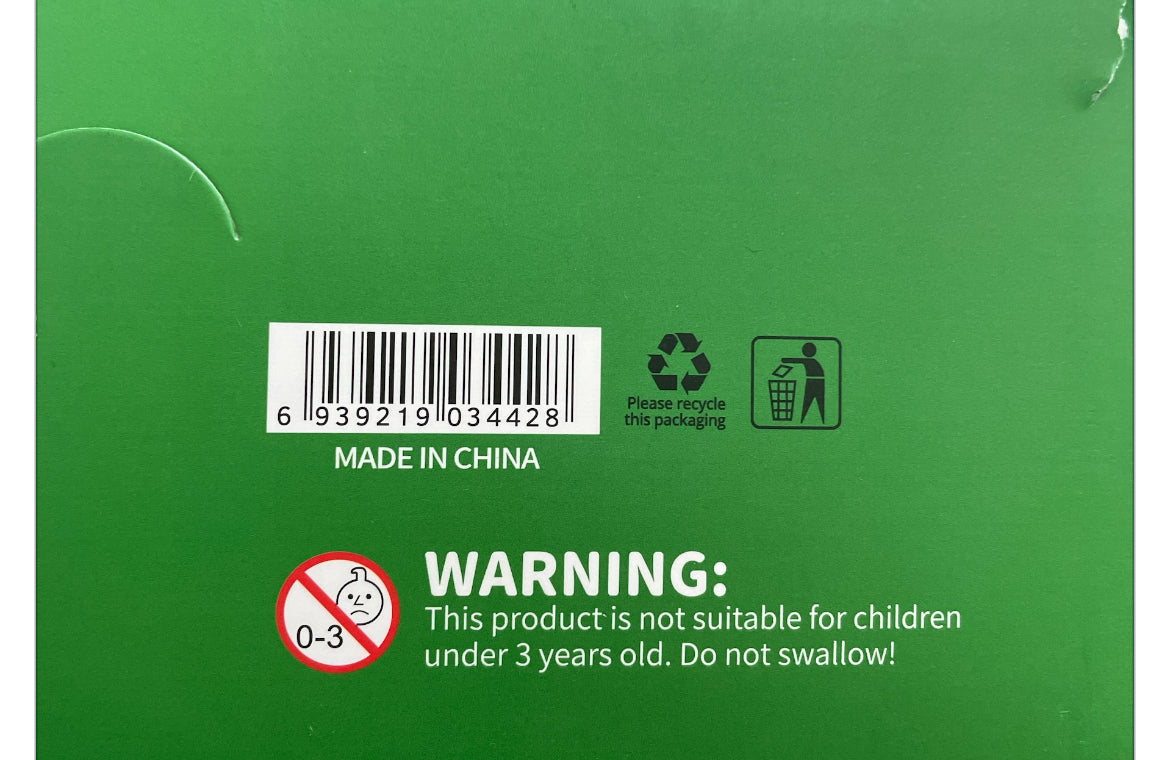 6 939219 034428
Please recycle
this packaging
MADE IN CHINA
0-3
WARNING:
This product is not suitable for children
under 3 years old. Do not swallow!